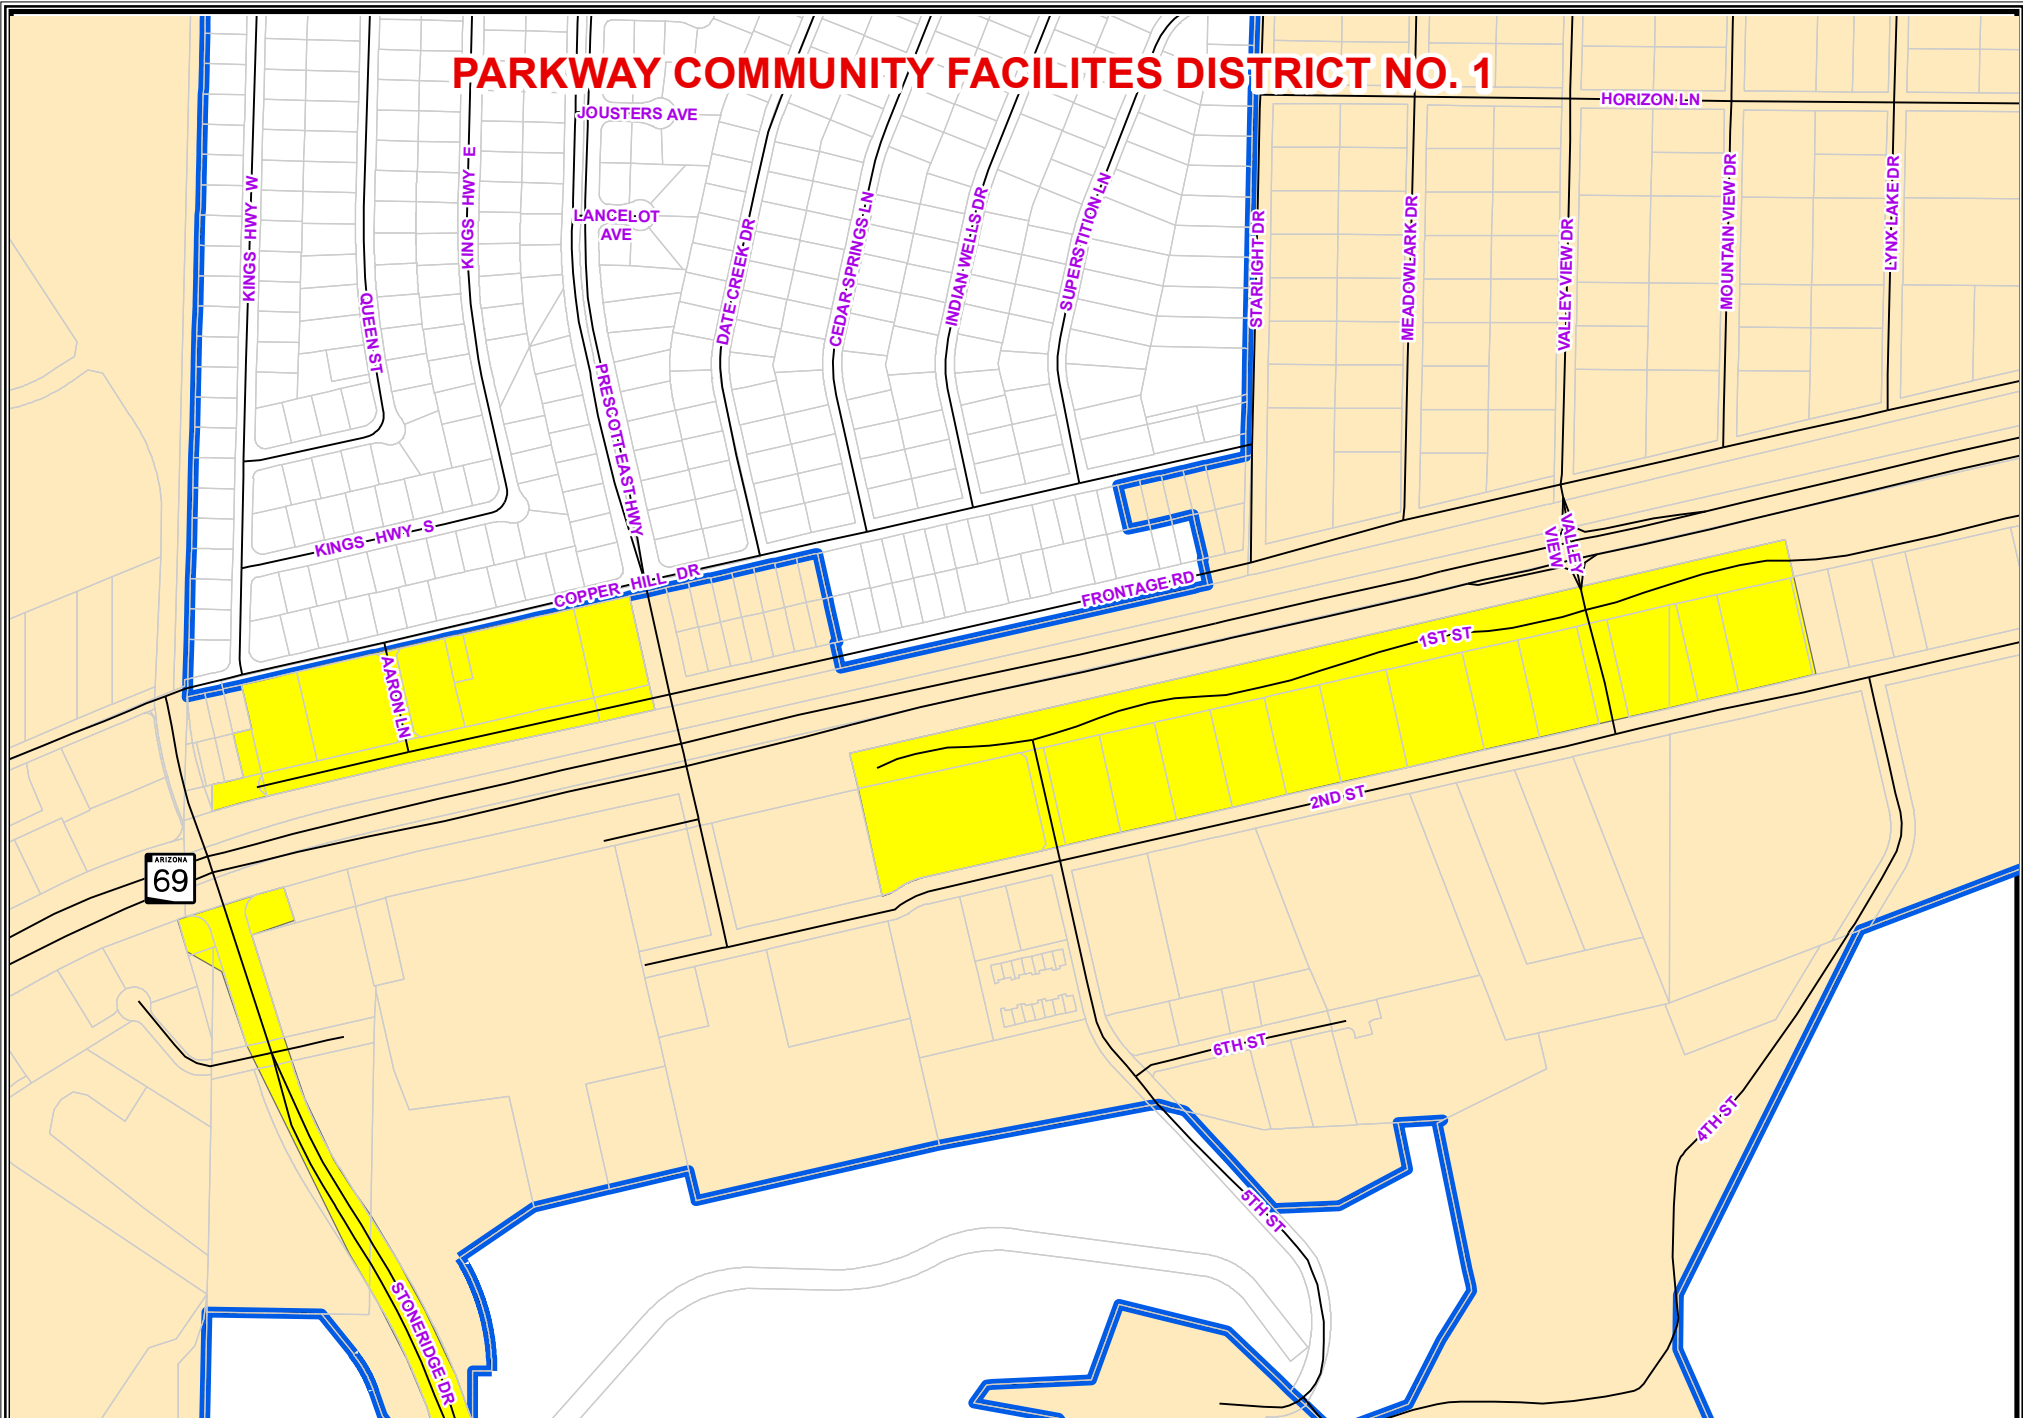 PARKWAY COMMUNITY FACILITES DISTRICT NO. 1
HORIZON LN
JOUSTERS AVE
LANCELOT
AVE
KINGS HWY W
QUEEN ST
KINGS HWY E
DATE CREEK DR
CEDAR SPRINGS LN
INDIAN WELLS DR
SUPERSTITION LN
STARLIGHT DR
MEADOWLARK DR
VALLEY VIEW DR
MOUNTAIN VIEW DR
LYNX LAKE DR
PRESCOTT EAST HWY
KINGS HWY S
COPPER HILL DR
FRONTAGE RD
VALLEY
VIEW
AARON LN
1ST ST
2ND ST
ARIZONA
69
6TH ST
4TH ST
5TH ST
STONERIDGE DR